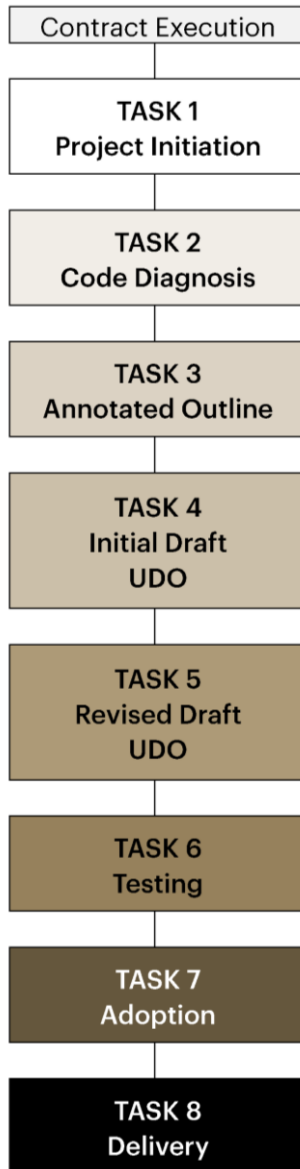 Contract Execution
TASK 1
Project Initiation
TASK 2
Code Diagnosis
TASK 3
Annotated Outline
TASK 4
Initial Draft
UDO
TASK 5
Revised Draft
UDO
TASK 6
Testing
TASK 7
Adoption
TASK 8
Delivery